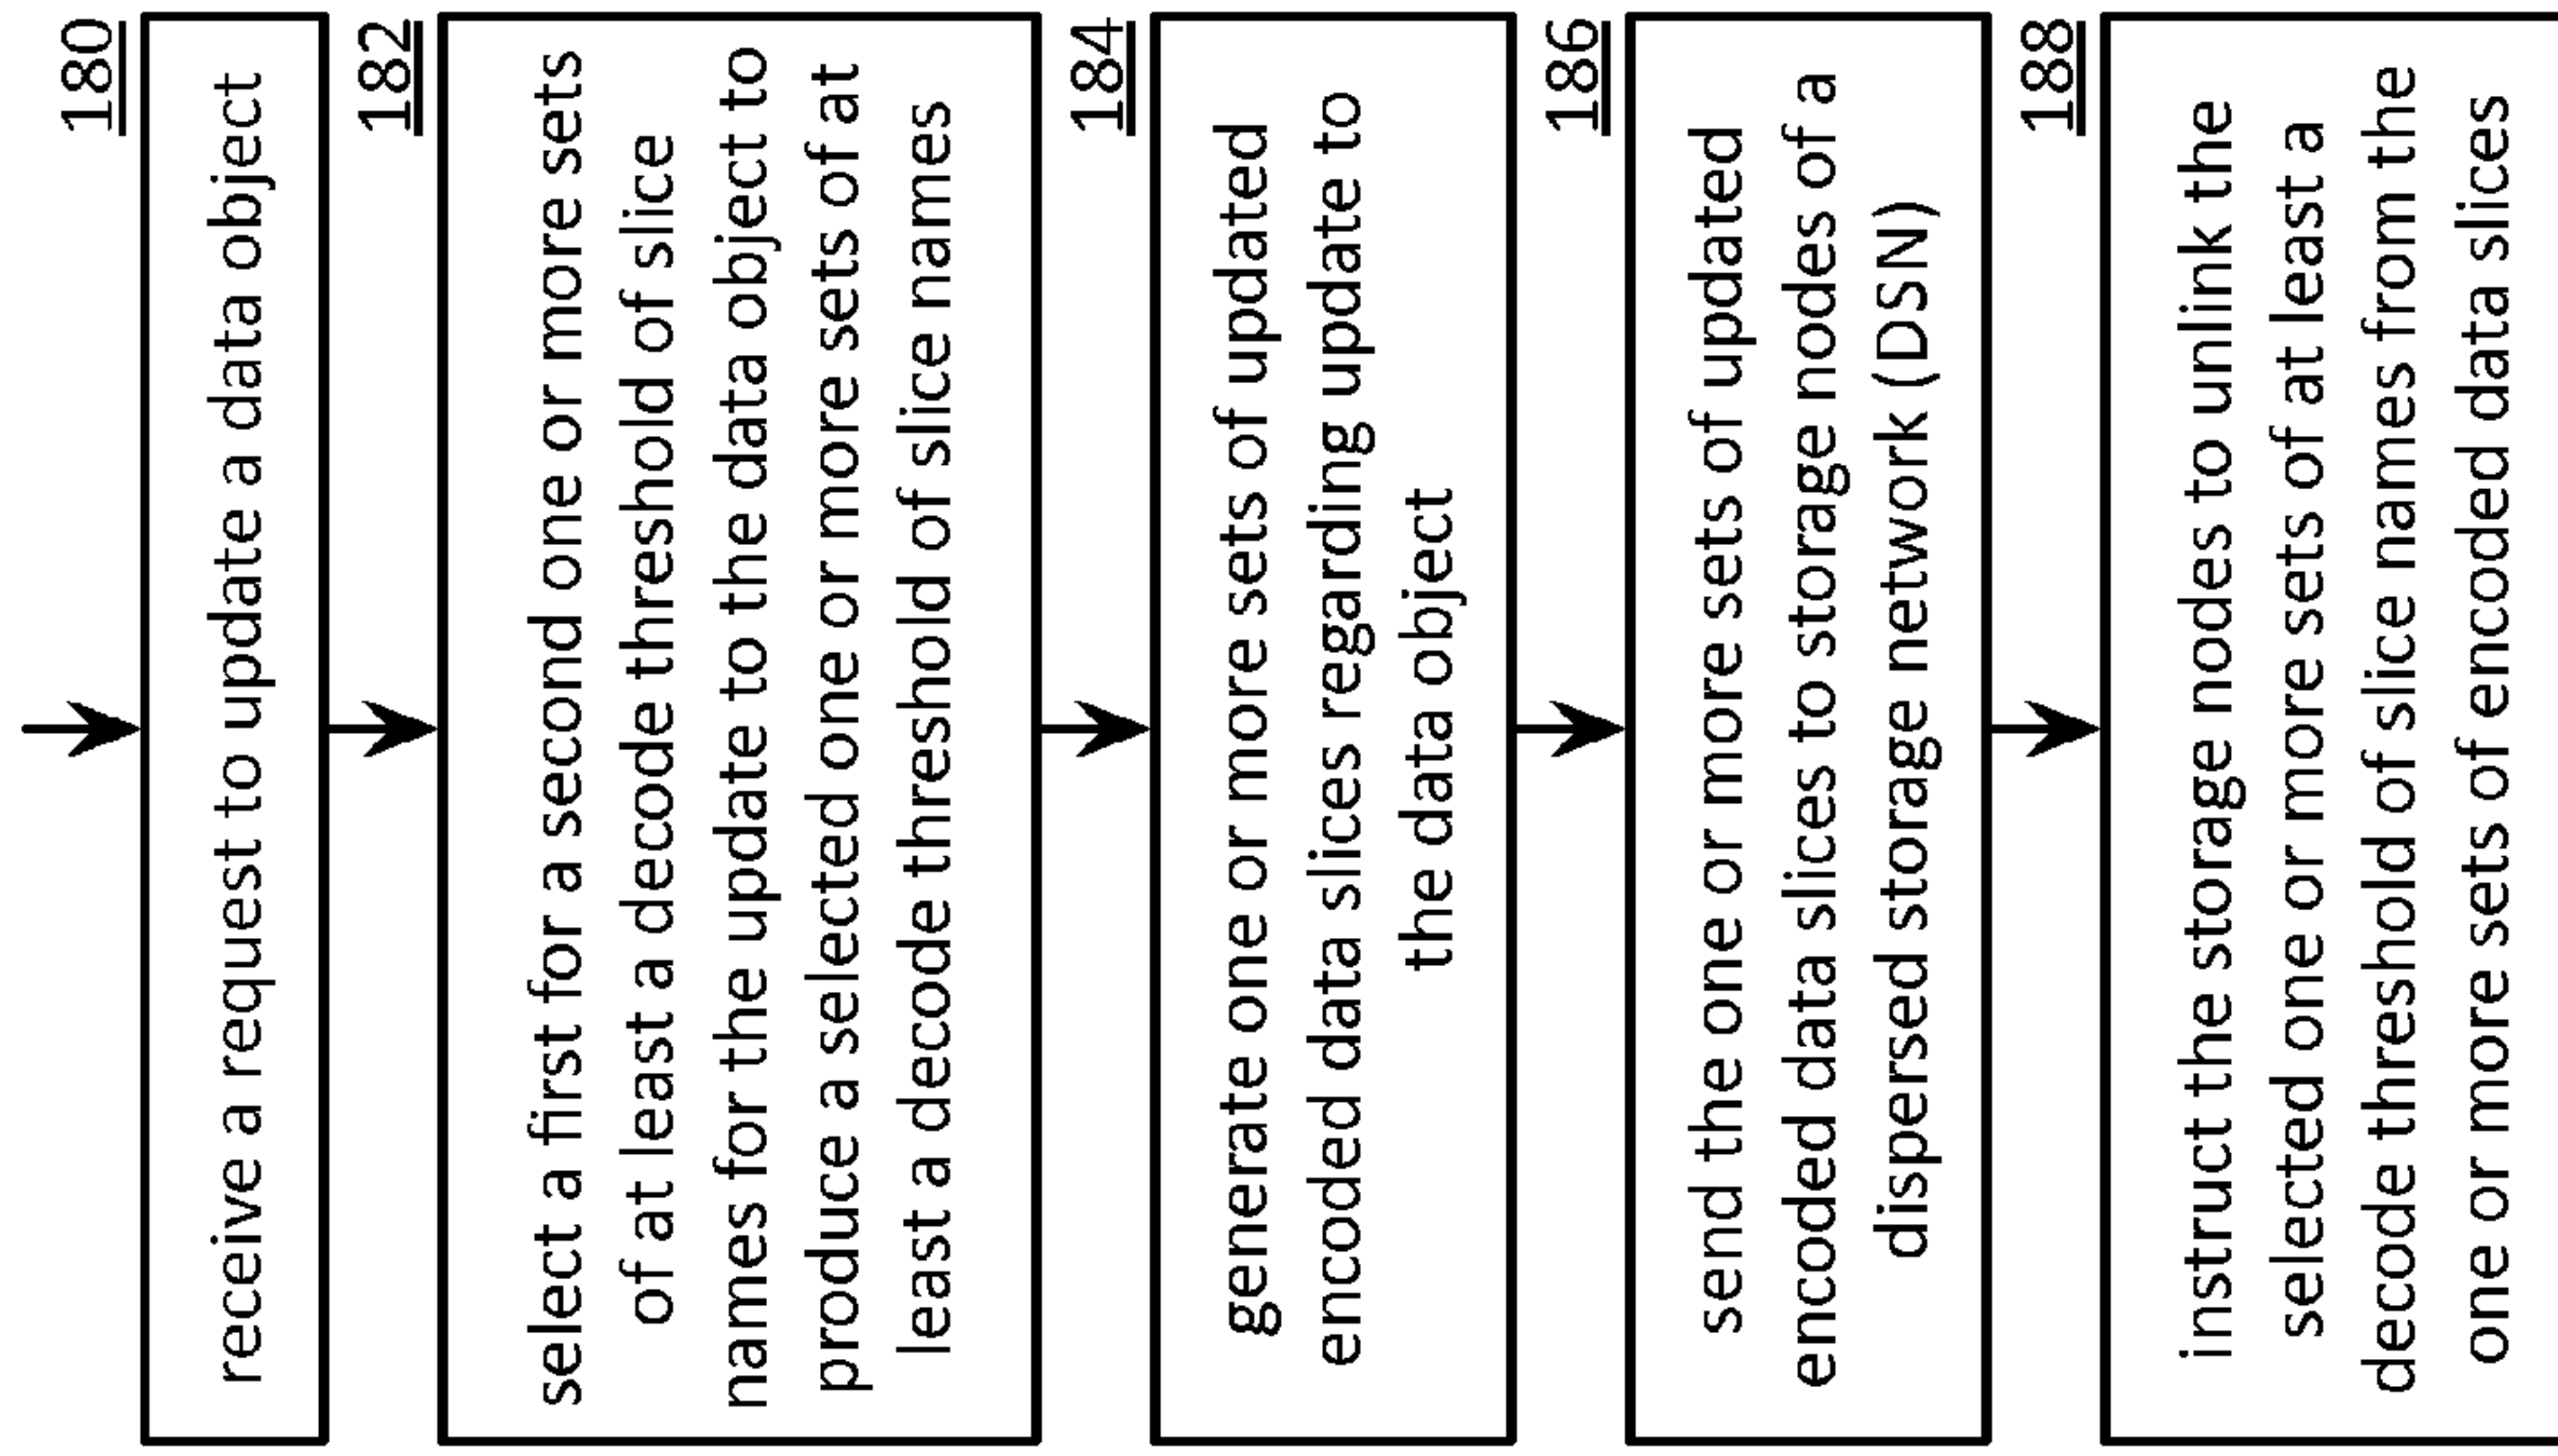 180
receive a request to update a data object
182
select a first for a second one or more sets
of at least a decode threshold of slice
names for the update to the data object to
produce a selected one or more sets of at
least a decode threshold of slice names
184
generate one or more sets of updated
encoded data slices regarding update to
the data object
186
send the one or more sets of updated
encoded data slices to storage nodes of a
dispersed storage network (DSN)
188
instruct the storage nodes to unlink the
selected one or more sets of at least a
decode threshold of slice names from the
one or more sets of encoded data slices